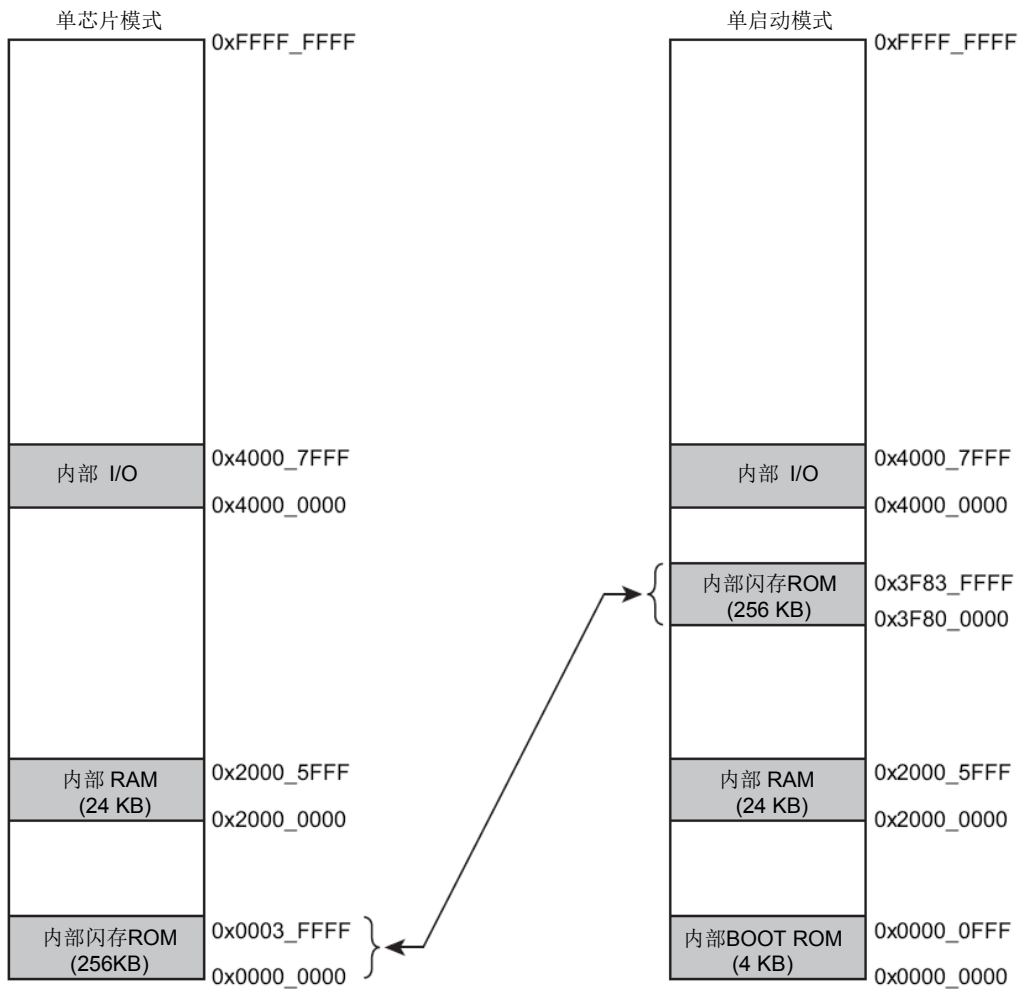 单芯片模式
0xFFFF_FFFF
内部 I/O
0x4000_7FFF
0x4000_0000
内部 RAM
(24 KB)
0x2000_5FFF
0x2000_0000
内部闪存ROM
(256KB)
0x0003_FFFF
0x0000_0000
单启动模式
0xFFFF_FFFF
内部 I/O
0x4000_7FFF
0x4000_0000
内部闪存ROM
(256 KB)
0x3F83_FFFF
0x3F80_0000
内部 RAM
(24 KB)
0x2000_5FFF
0x2000_0000
内部BOOT ROM
(4 KB)
0x0000_0FFF
0x0000_0000